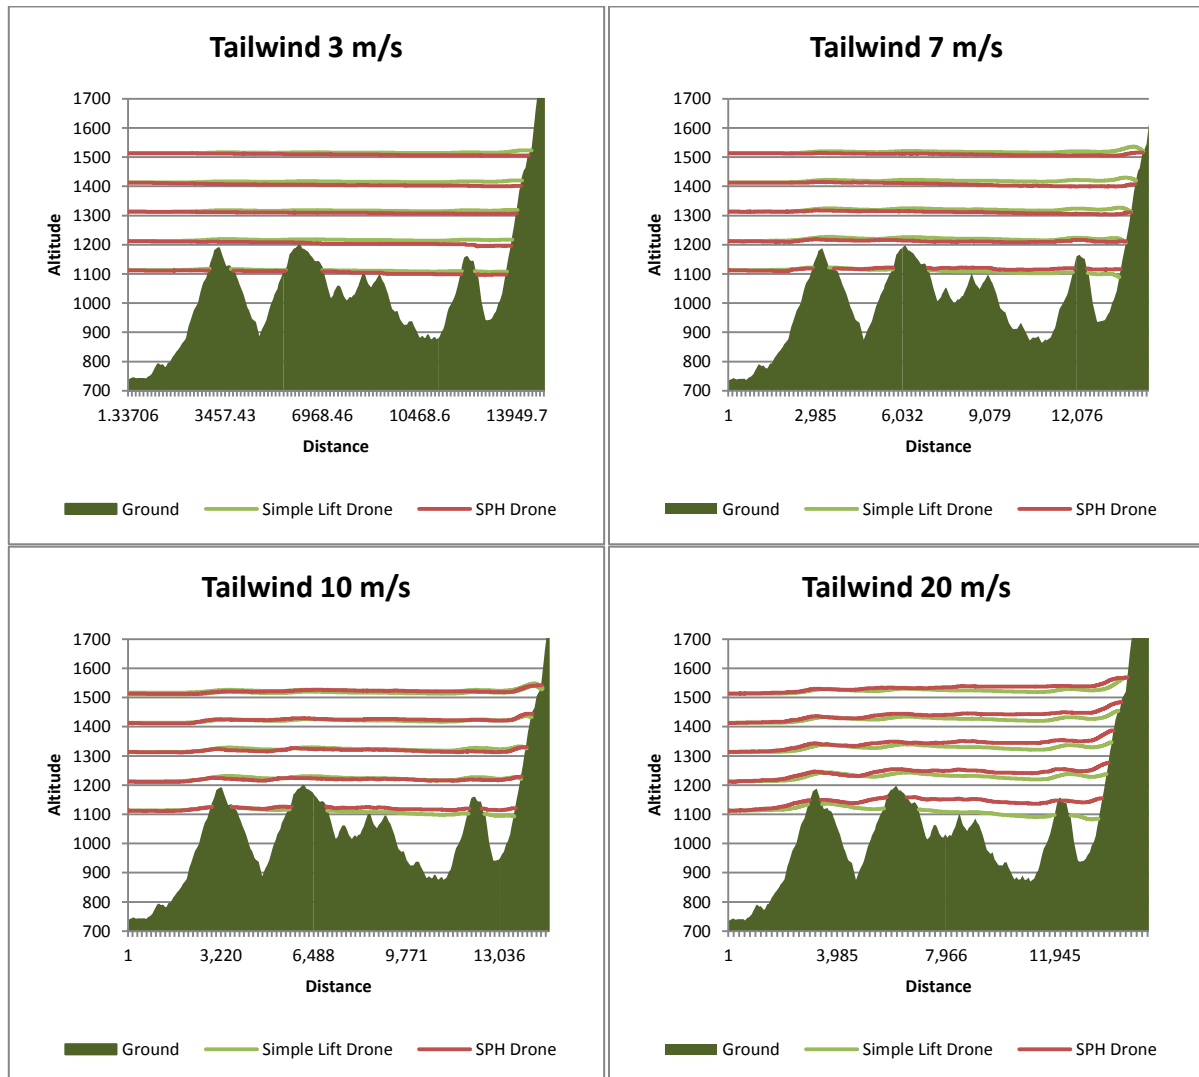 Tailwind 3 m/s
1700
1600
1500
1400
1300
1200
1100
1000
900
800
700
Altitude
1.33706 3457.43 6968.46 10468.6 13949.7
Distance
Ground Simple Lift Drone SPH Drone
Tailwind 7 m/s
1700
1600
1500
1400
1300
1200
1100
1000
900
800
700
Altitude
1 2,985 6,032 9,079 12,076
Distance
Ground Simple Lift Drone SPH Drone
Tailwind 10 m/s
1700
1600
1500
1400
1300
1200
1100
1000
900
800
700
Altitude
1 3,220 6,488 9,771 13,036
Distance
Ground Simple Lift Drone SPH Drone
Tailwind 20 m/s
1700
1600
1500
1400
1300
1200
1100
1000
900
800
700
Altitude
1 3,985 7,966 11,945
Distance
Ground Simple Lift Drone SPH Drone